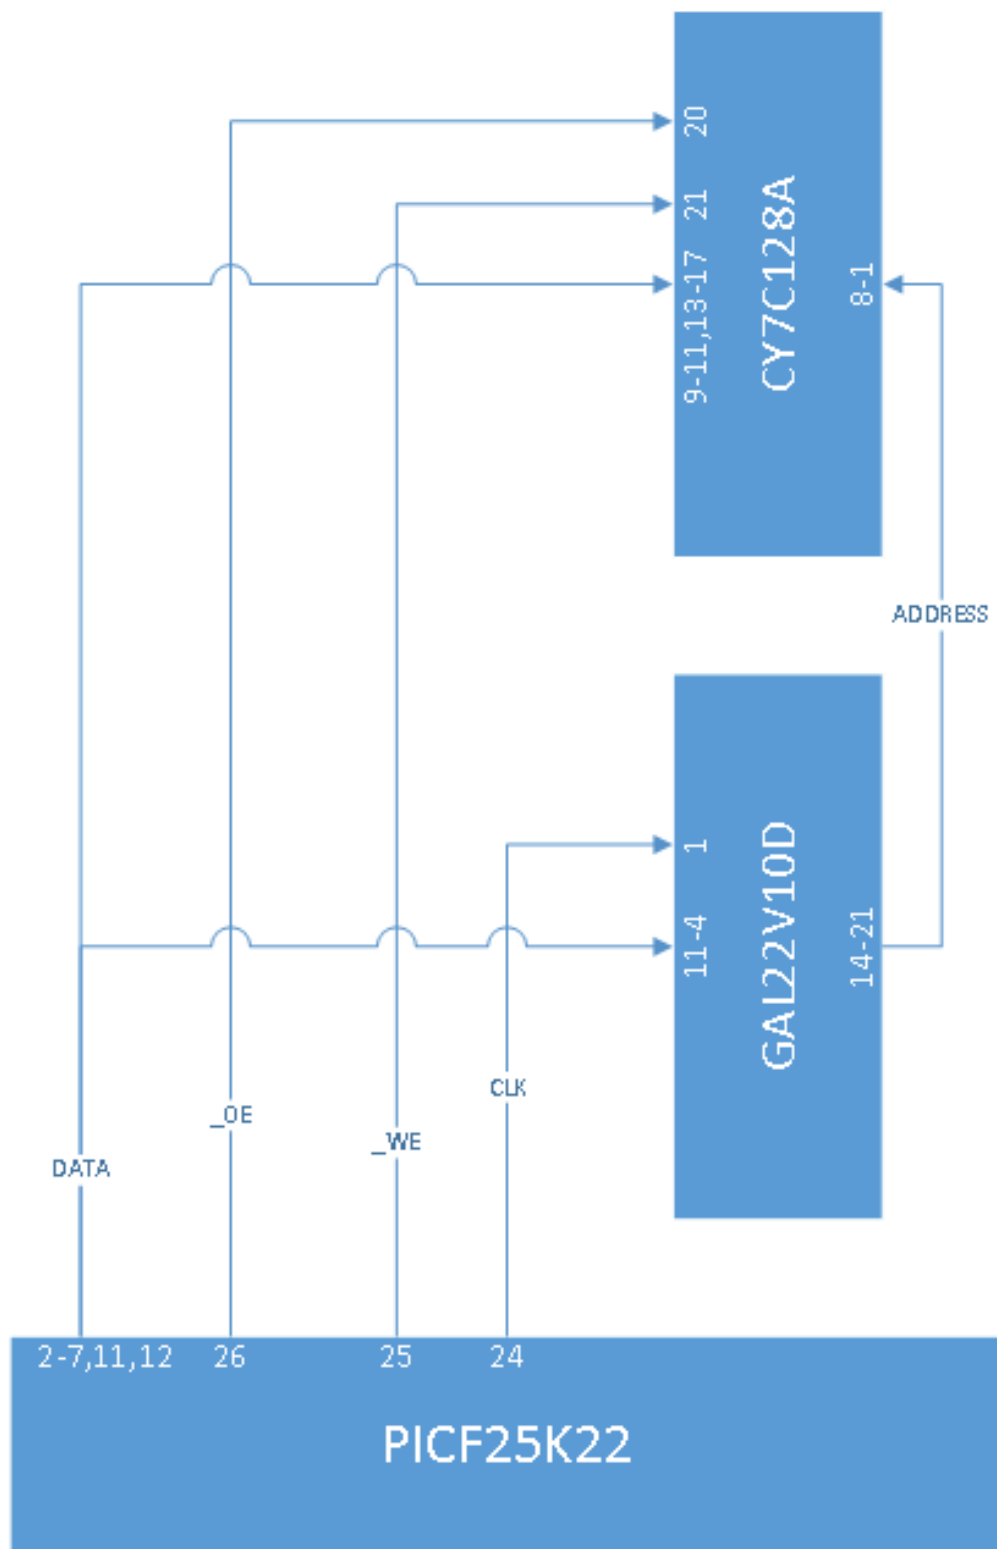 20
21
9-11,13-17
CY7C128A
8-1
ADDRESS
1
11-4
GAL22V10D
14-21
CLK
_OE
_WE
DATA
2-7,11,12
26
25
24
PICF25K22